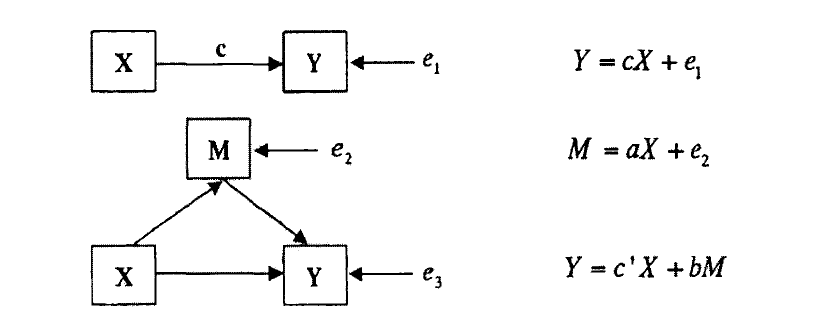 c
X Y e₁ Y = cX + e₁
M e₂ M = aX + e₂
X Y e₃ Y = c'X + bM